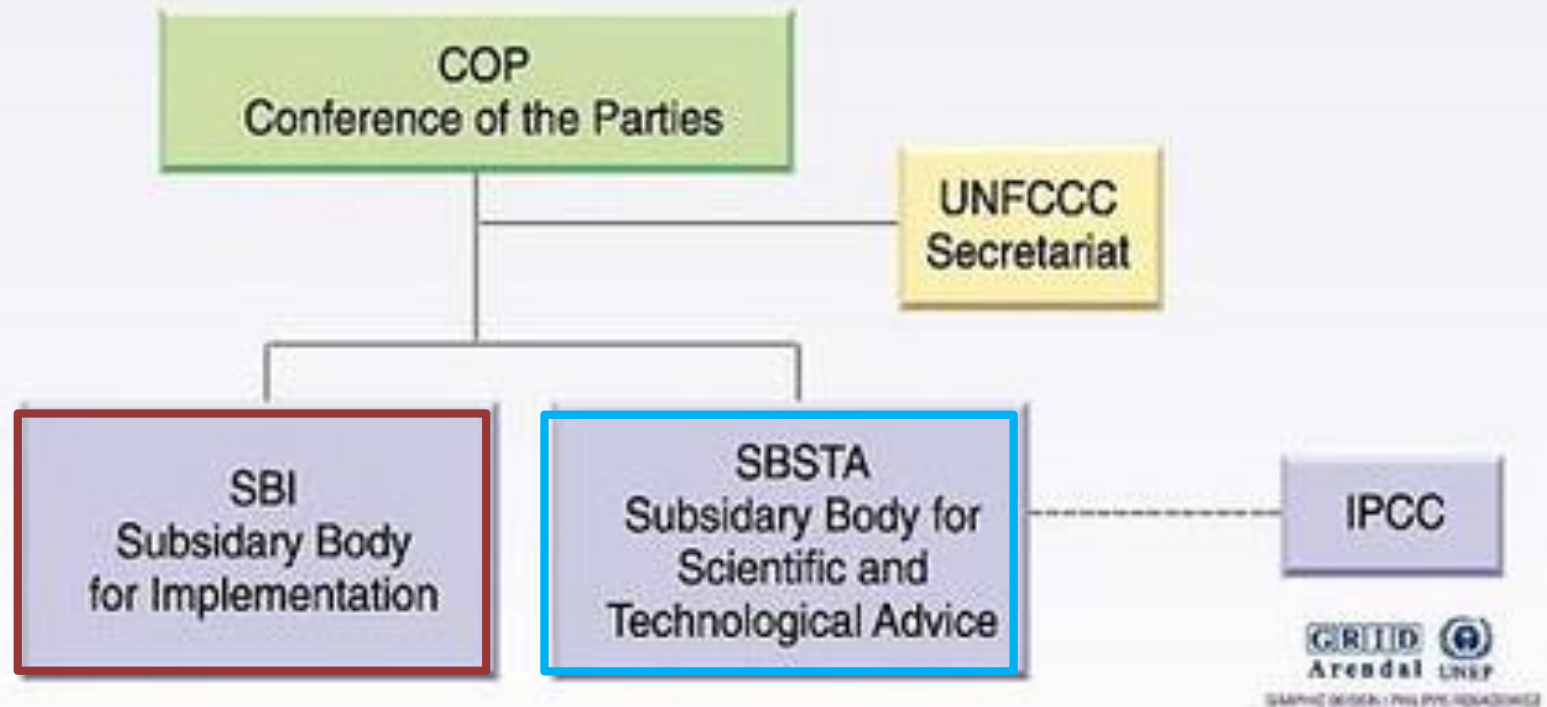 COP
Conference of the Parties
UNFCCC
Secretariat
SBI
Subsidary Body
for Implementation
SBSTA
Subsidary Body for
Scientific and
Technological Advice
IPCC
GRID
Arendal UNEP